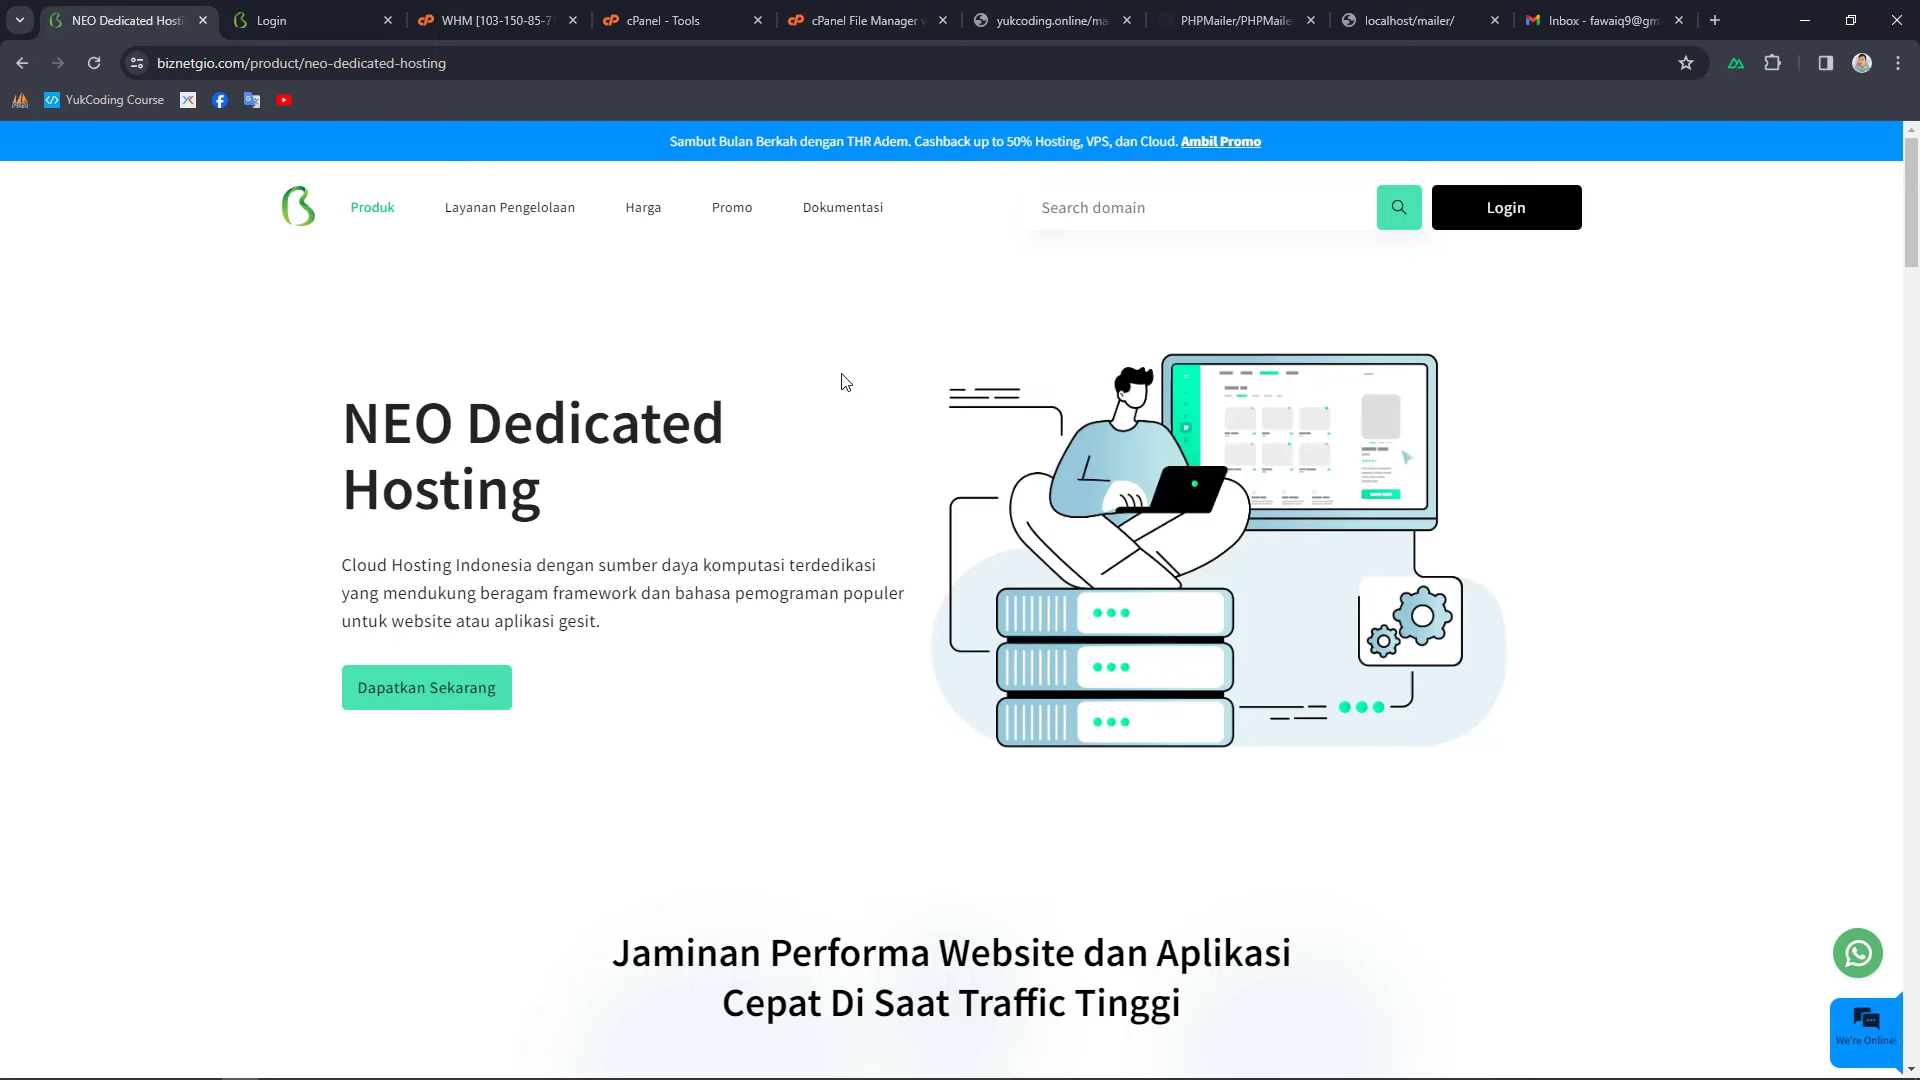 NEO Dedicated Hosti
Login
WHM [103-150-85-71
cPanel - Tools
cPanel File Manager v
yukcoding.online/ma
PHPMailer/PHPMaile
localhost/mailer/
Inbox - fawaiq9@gm
biznetgio.com/product/neo-dedicated-hosting
YukCoding Course
Sambut Bulan Berkah dengan THR Adem. Cashback up to 50% Hosting, VPS, dan Cloud. Ambil Promo
Produk
Layanan Pengelolaan
Harga
Promo
Dokumentasi
Search domain
Login
NEO Dedicated
Hosting
Cloud Hosting Indonesia dengan sumber daya komputasi terdedikasi
yang mendukung beragam framework dan bahasa pemograman populer
untuk website atau aplikasi gesit.
Dapatkan Sekarang
Jaminan Performa Website dan Aplikasi
Cepat Di Saat Traffic Tinggi
We're Online!